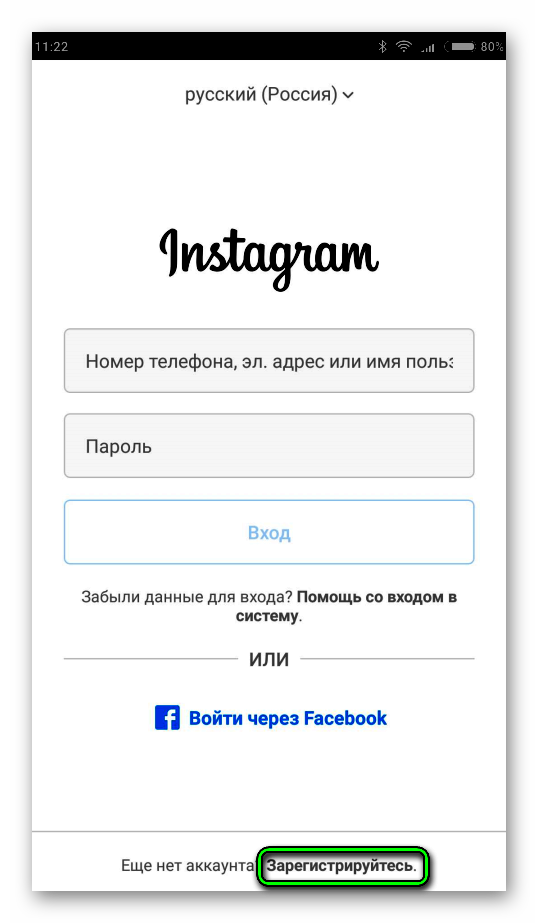 11:22
80%
русский (Россия)
Instagram
Номер телефона, эл. адрес или имя польз
Пароль
Вход
Забыли данные для входа? Помощь со входом в
систему.
ИЛИ
Войти через Facebook
Еще нет аккаунта Зарегистрируйтесь.